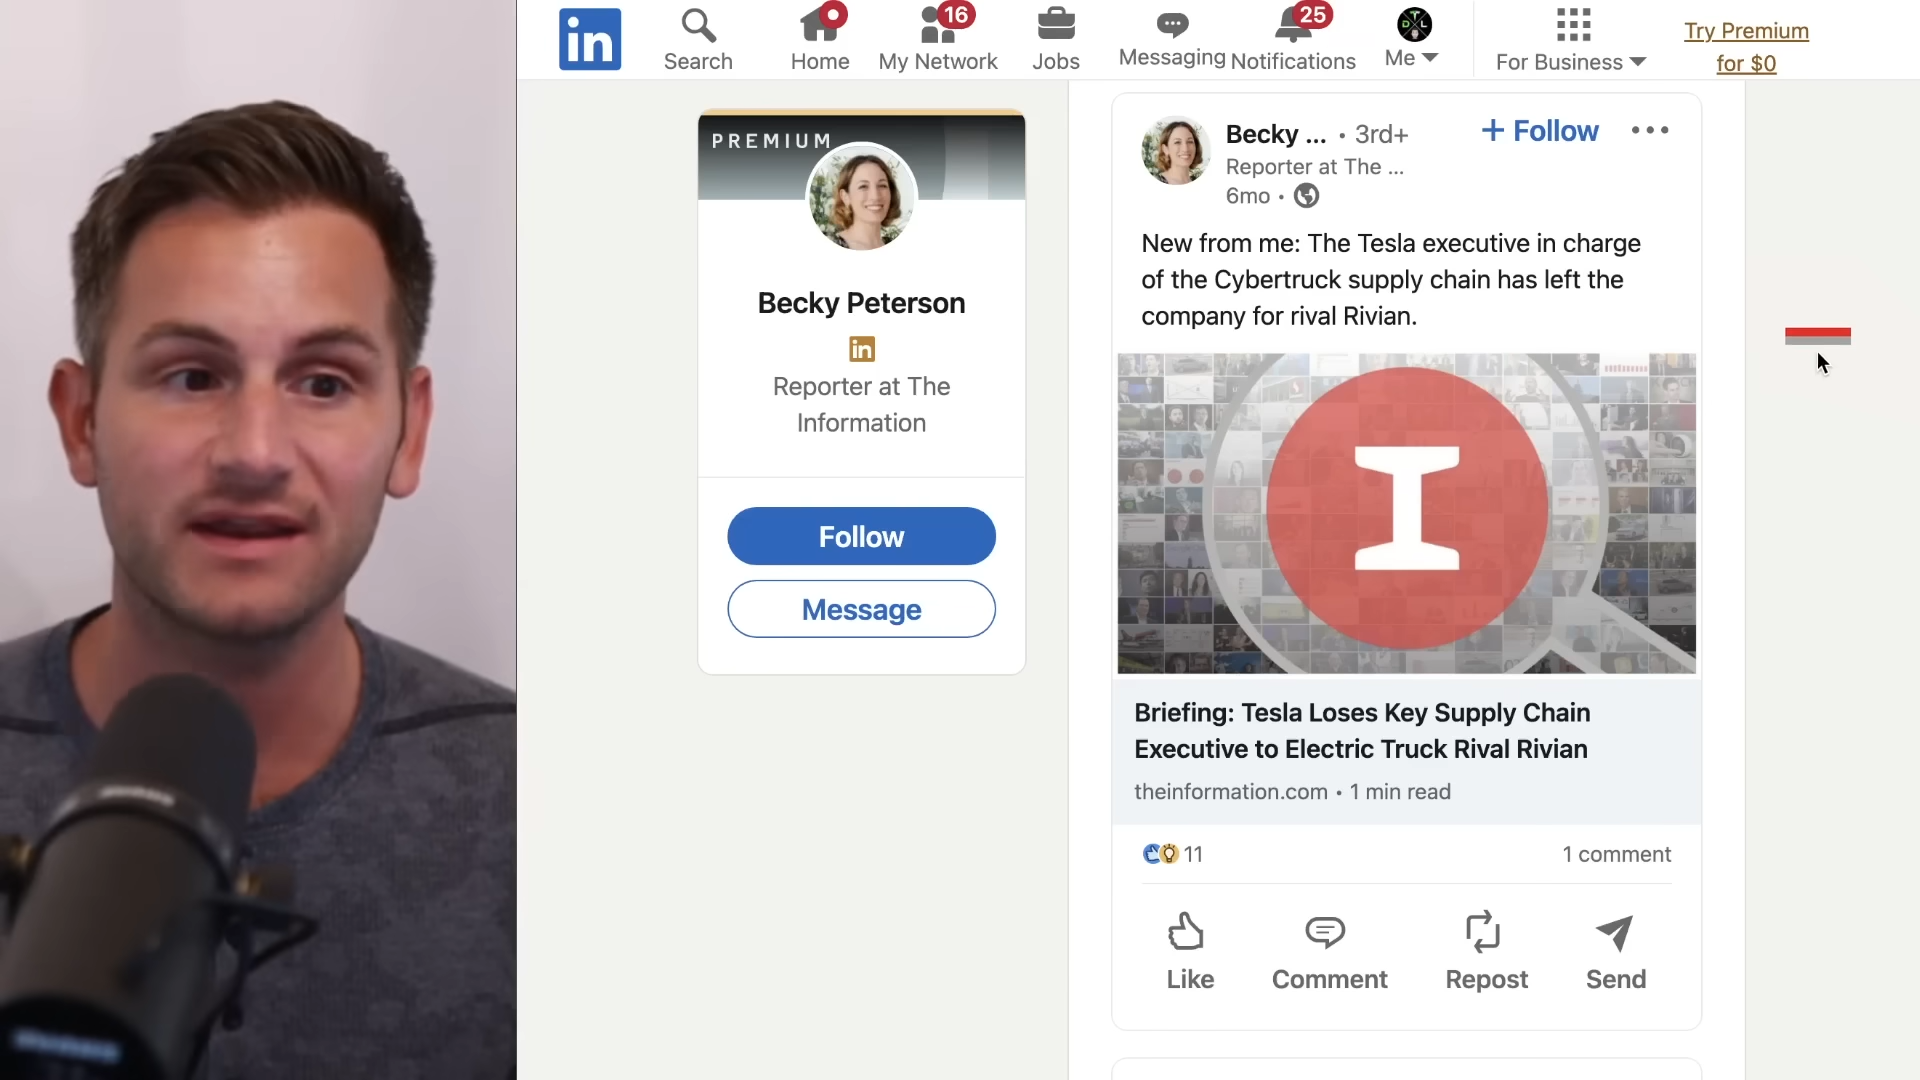 in
Search
Home
16
My Network
Jobs
Messaging
25
Notifications
Me
For Business
Try Premium
for $0
PREMIUM
Becky Peterson
in
Reporter at The
Information
Follow
Message
Becky ... • 3rd+
+ Follow
Reporter at The ...
6mo •
New from me: The Tesla executive in charge
of the Cybertruck supply chain has left the
company for rival Rivian.
I
Briefing: Tesla Loses Key Supply Chain
Executive to Electric Truck Rival Rivian
theinformation.com • 1 min read
11
1 comment
Like
Comment
Repost
Send